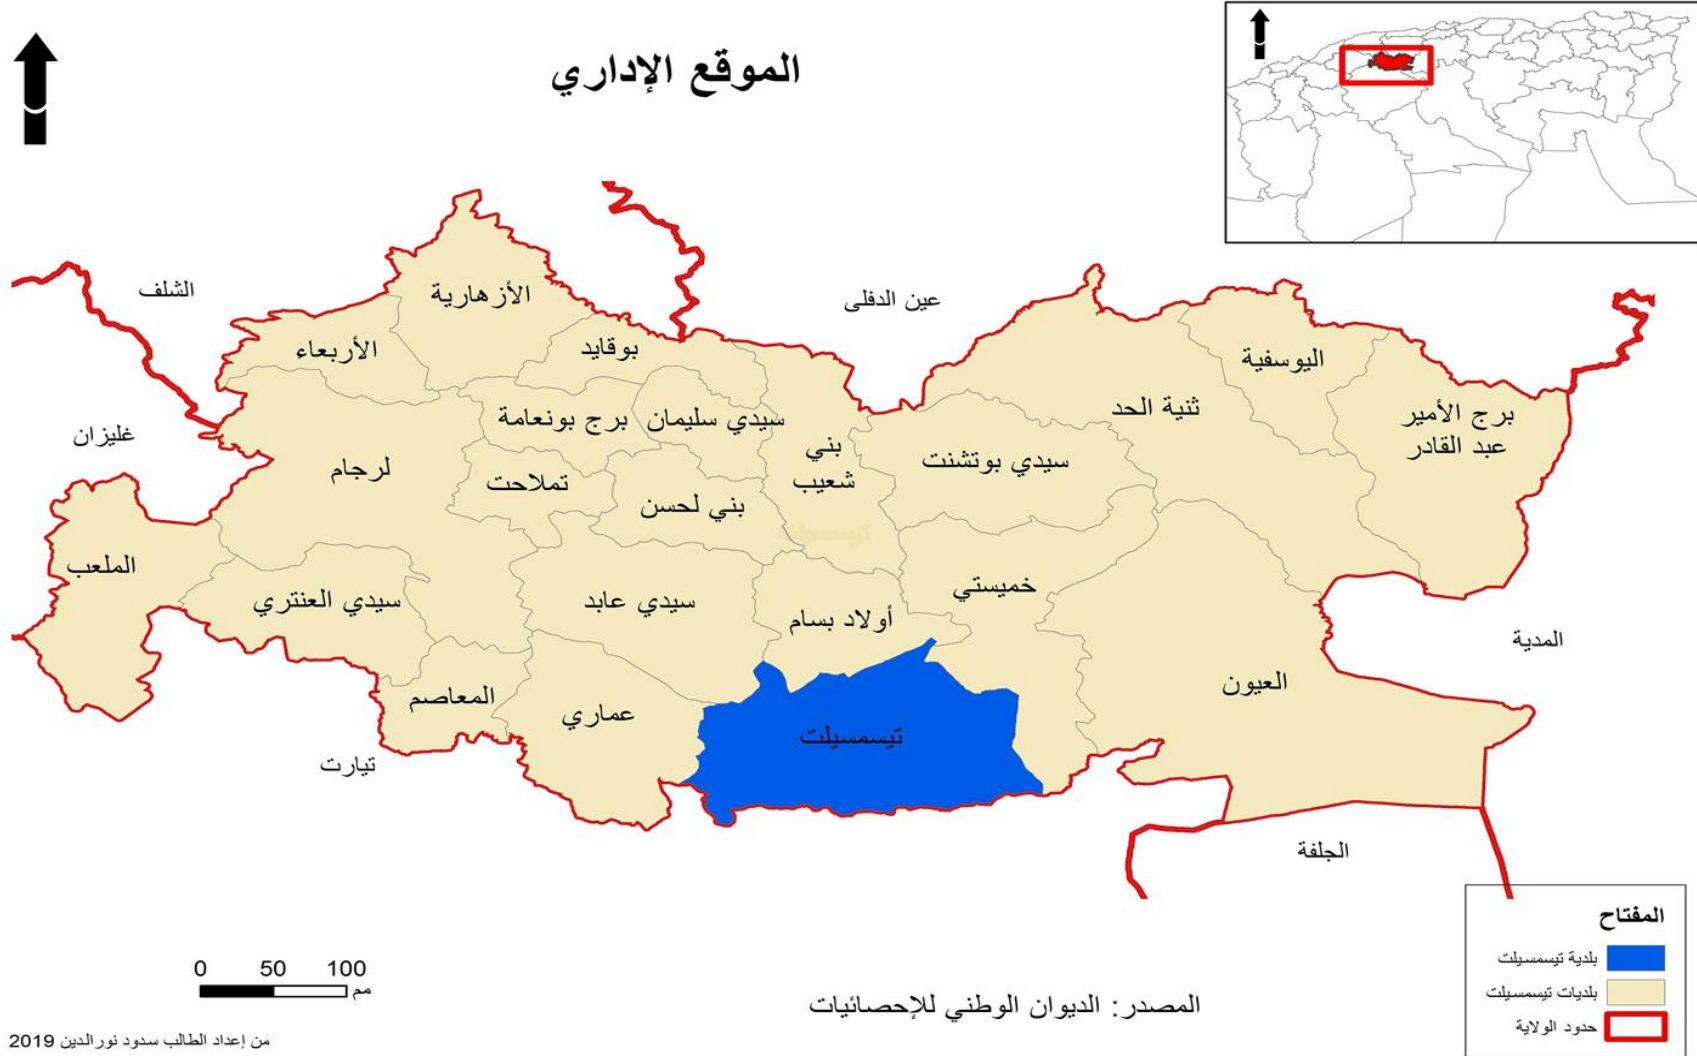 الموقع الإداري
الشلف
عين الدفلى
الأزهارية
بوقايد
الأربعاء
اليوسفية
ثنية الحد
برج الأمير
عبد القادر
سيدي سليمان
برج بونعامة
غليزان
بني
شعيب
سيدي بوتشنت
لرجام
تملاحت
بني لحسن
الملعب
سيدي العنتري
سيدي عابد
خميستي
أولاد بسام
المدية
العيون
المعاصم
عماري
تيسمسيلت
تيارت
الجلفة
المفتاح
بلدية تيسمسيلت
بلديات تيسمسيلت
حدود الولاية
0 50 100
مم
المصدر: الديوان الوطني للإحصائيات
من إعداد الطالب سدود نورالدين 2019